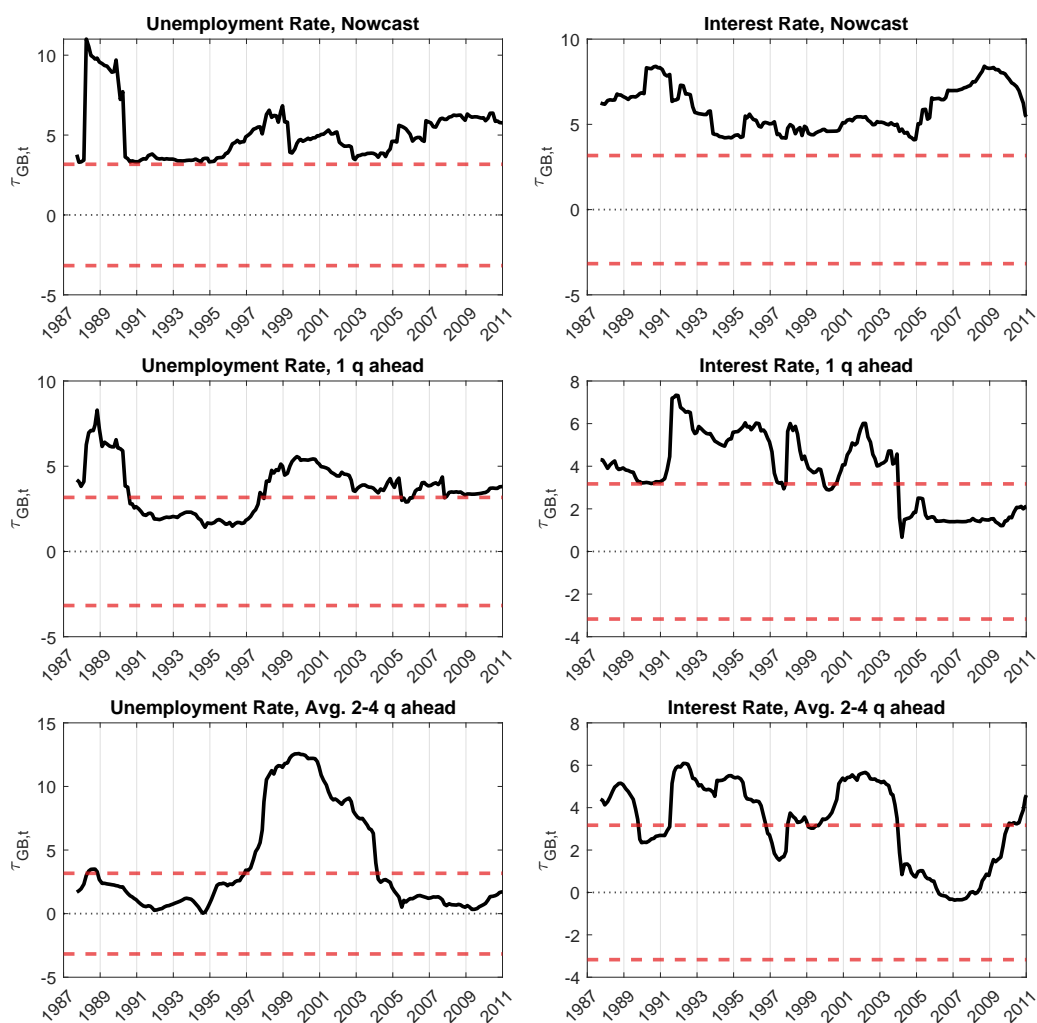 Unemployment Rate, Nowcast
10
5
0
-5
τGB,t
1987 1989 1991 1993 1995 1997 1999 2001 2003 2005 2007 2009 2011
Interest Rate, Nowcast
10
5
0
-5
1987 1989 1991 1993 1995 1997 1999 2001 2003 2005 2007 2009 2011
Unemployment Rate, 1 q ahead
10
5
0
-5
τGB,t
1987 1989 1991 1993 1995 1997 1999 2001 2003 2005 2007 2009 2011
Interest Rate, 1 q ahead
8
6
4
2
0
-2
-4
τGB,t
1987 1989 1991 1993 1995 1997 1999 2001 2003 2005 2007 2009 2011
Unemployment Rate, Avg. 2-4 q ahead
15
10
5
0
-5
τGB,t
1987 1989 1991 1993 1995 1997 1999 2001 2003 2005 2007 2009 2011
Interest Rate, Avg. 2-4 q ahead
8
6
4
2
0
-2
-4
τGB,t
1987 1989 1991 1993 1995 1997 1999 2001 2003 2005 2007 2009 2011